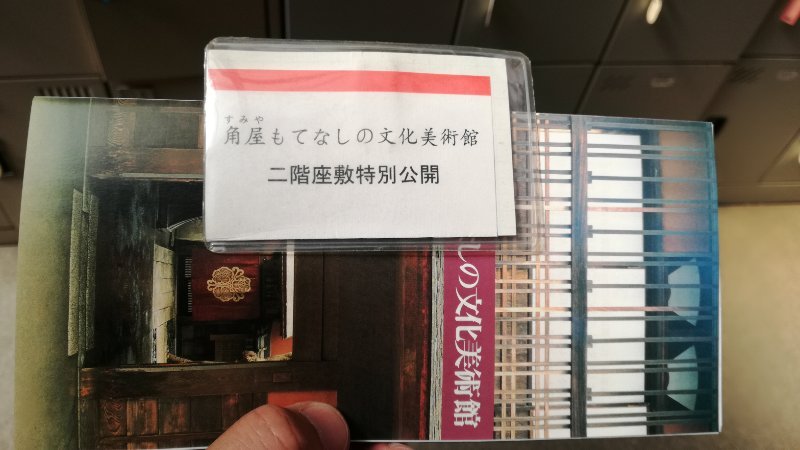 すみや
角屋もてなしの文化美術館
二階座敷特別公開
しの文化美術館